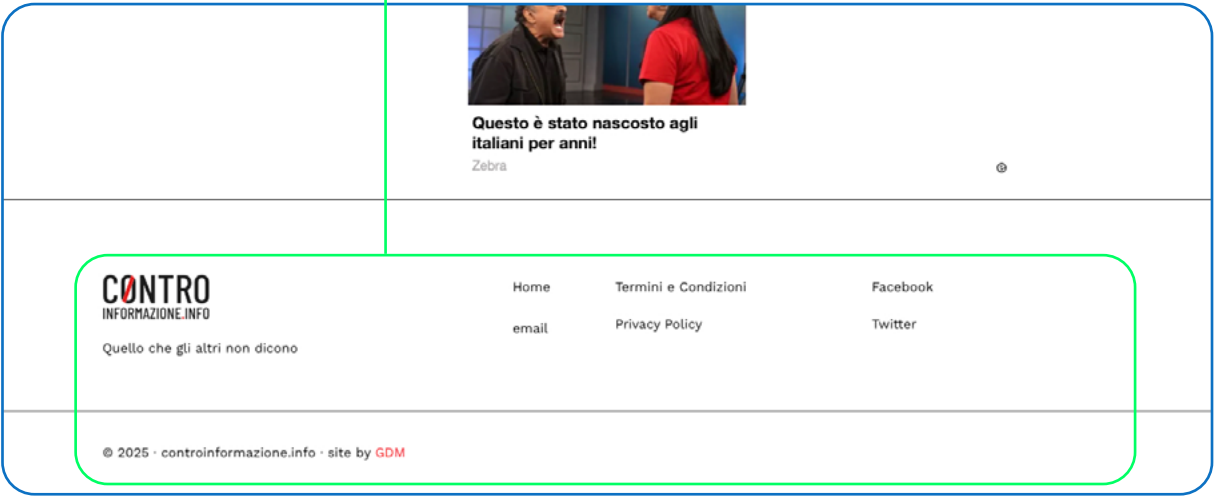 Questo è stato nascosto agli
italiani per anni!
Zebra
CONTRO
INFORMAZIONE.INFO
Quello che gli altri non dicono
Home
email
Termini e Condizioni
Privacy Policy
Facebook
Twitter
© 2025 · controinformazione.info · site by GDM